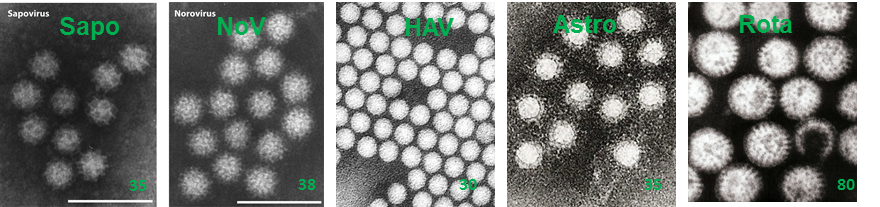 Sapovirus
Sapo
35
Norovirus
NoV
38
HAV
30
Astro
35
Rota
80